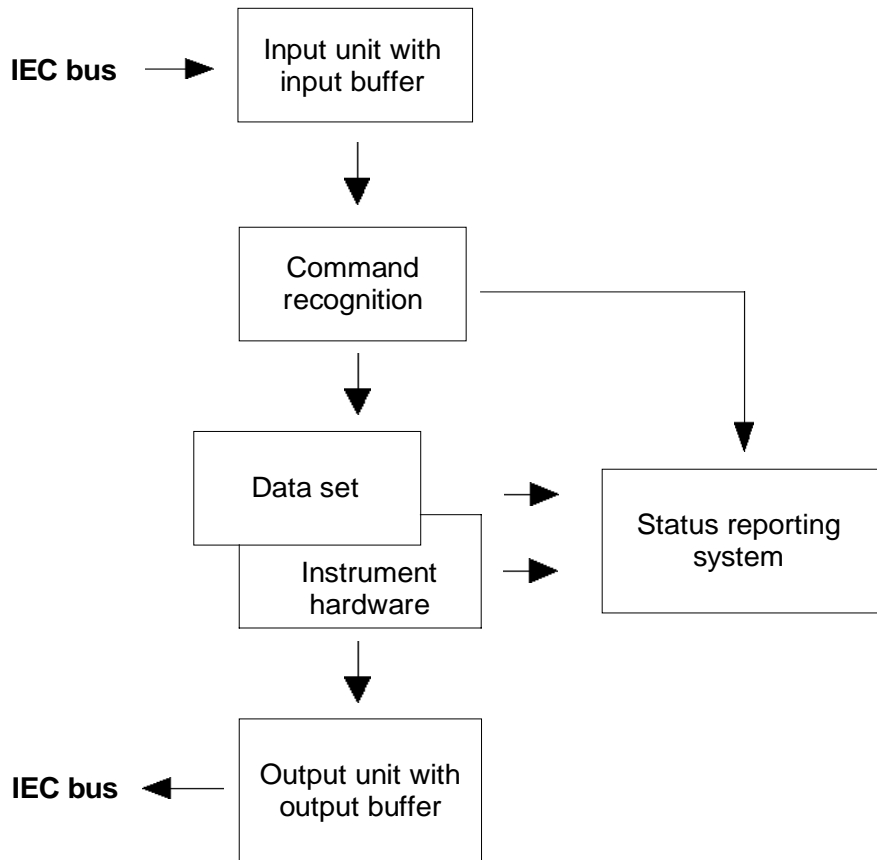 IEC bus
Input unit with
input buffer
Command
recognition
Data set
Instrument
hardware
Status reporting
system
IEC bus
Output unit with
output buffer